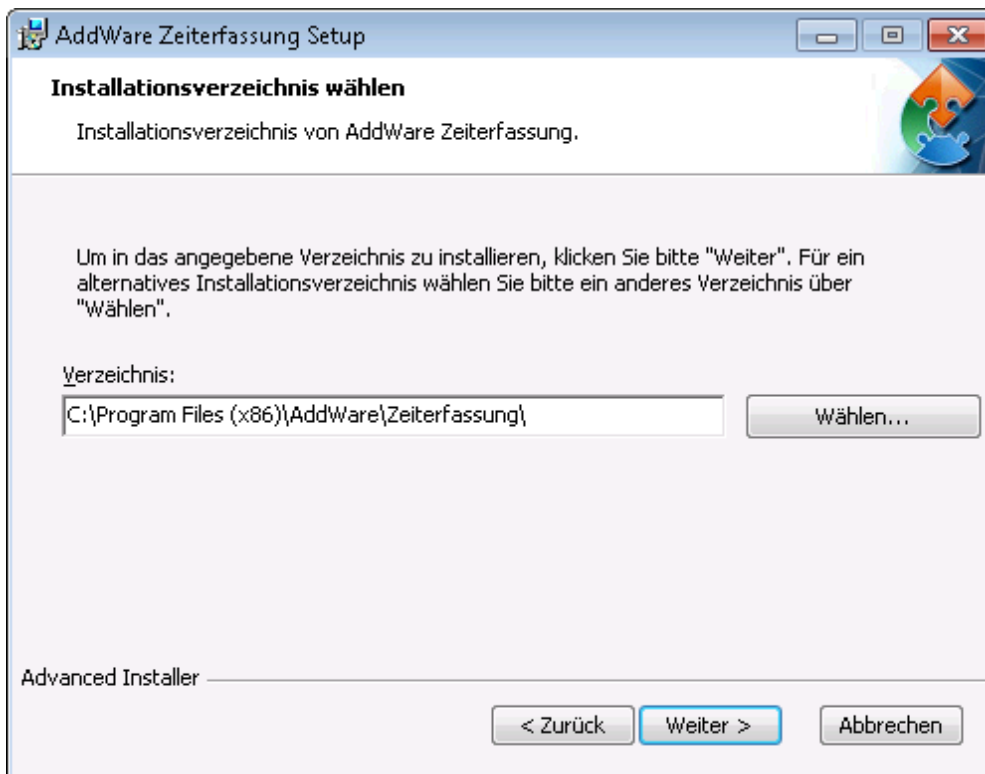 AddWare Zeiterfassung Setup
Installationsverzeichnis wählen
Installationsverzeichnis von AddWare Zeiterfassung.
Um in das angegebene Verzeichnis zu installieren, klicken Sie bitte "Weiter". Für ein
alternatives Installationsverzeichnis wählen Sie bitte ein anderes Verzeichnis über
"Wählen".
Verzeichnis:
C:\Program Files (x86)\AddWare\Zeiterfassung\
Wählen...
Advanced Installer
< Zurück
Weiter >
Abbrechen